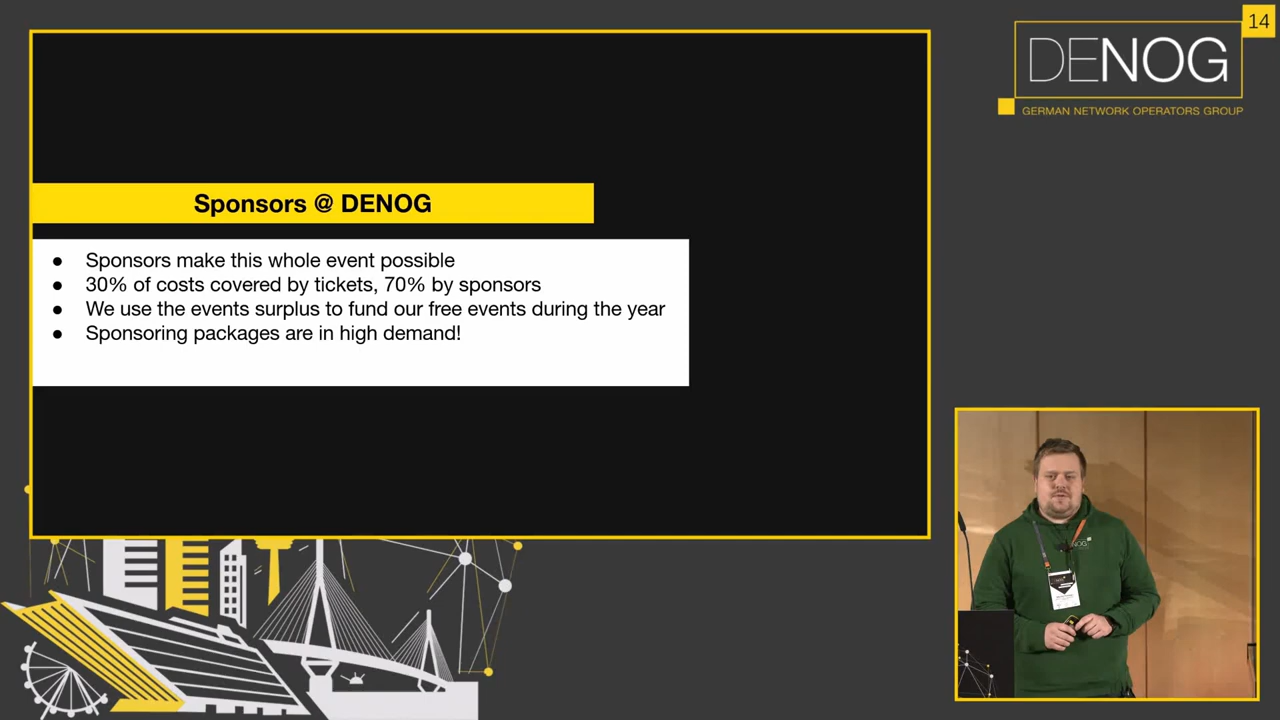 14
DENOG
GERMAN NETWORK OPERATORS GROUP
Sponsors @ DENOG
● Sponsors make this whole event possible
● 30% of costs covered by tickets, 70% by sponsors
● We use the events surplus to fund our free events during the year
● Sponsoring packages are in high demand!